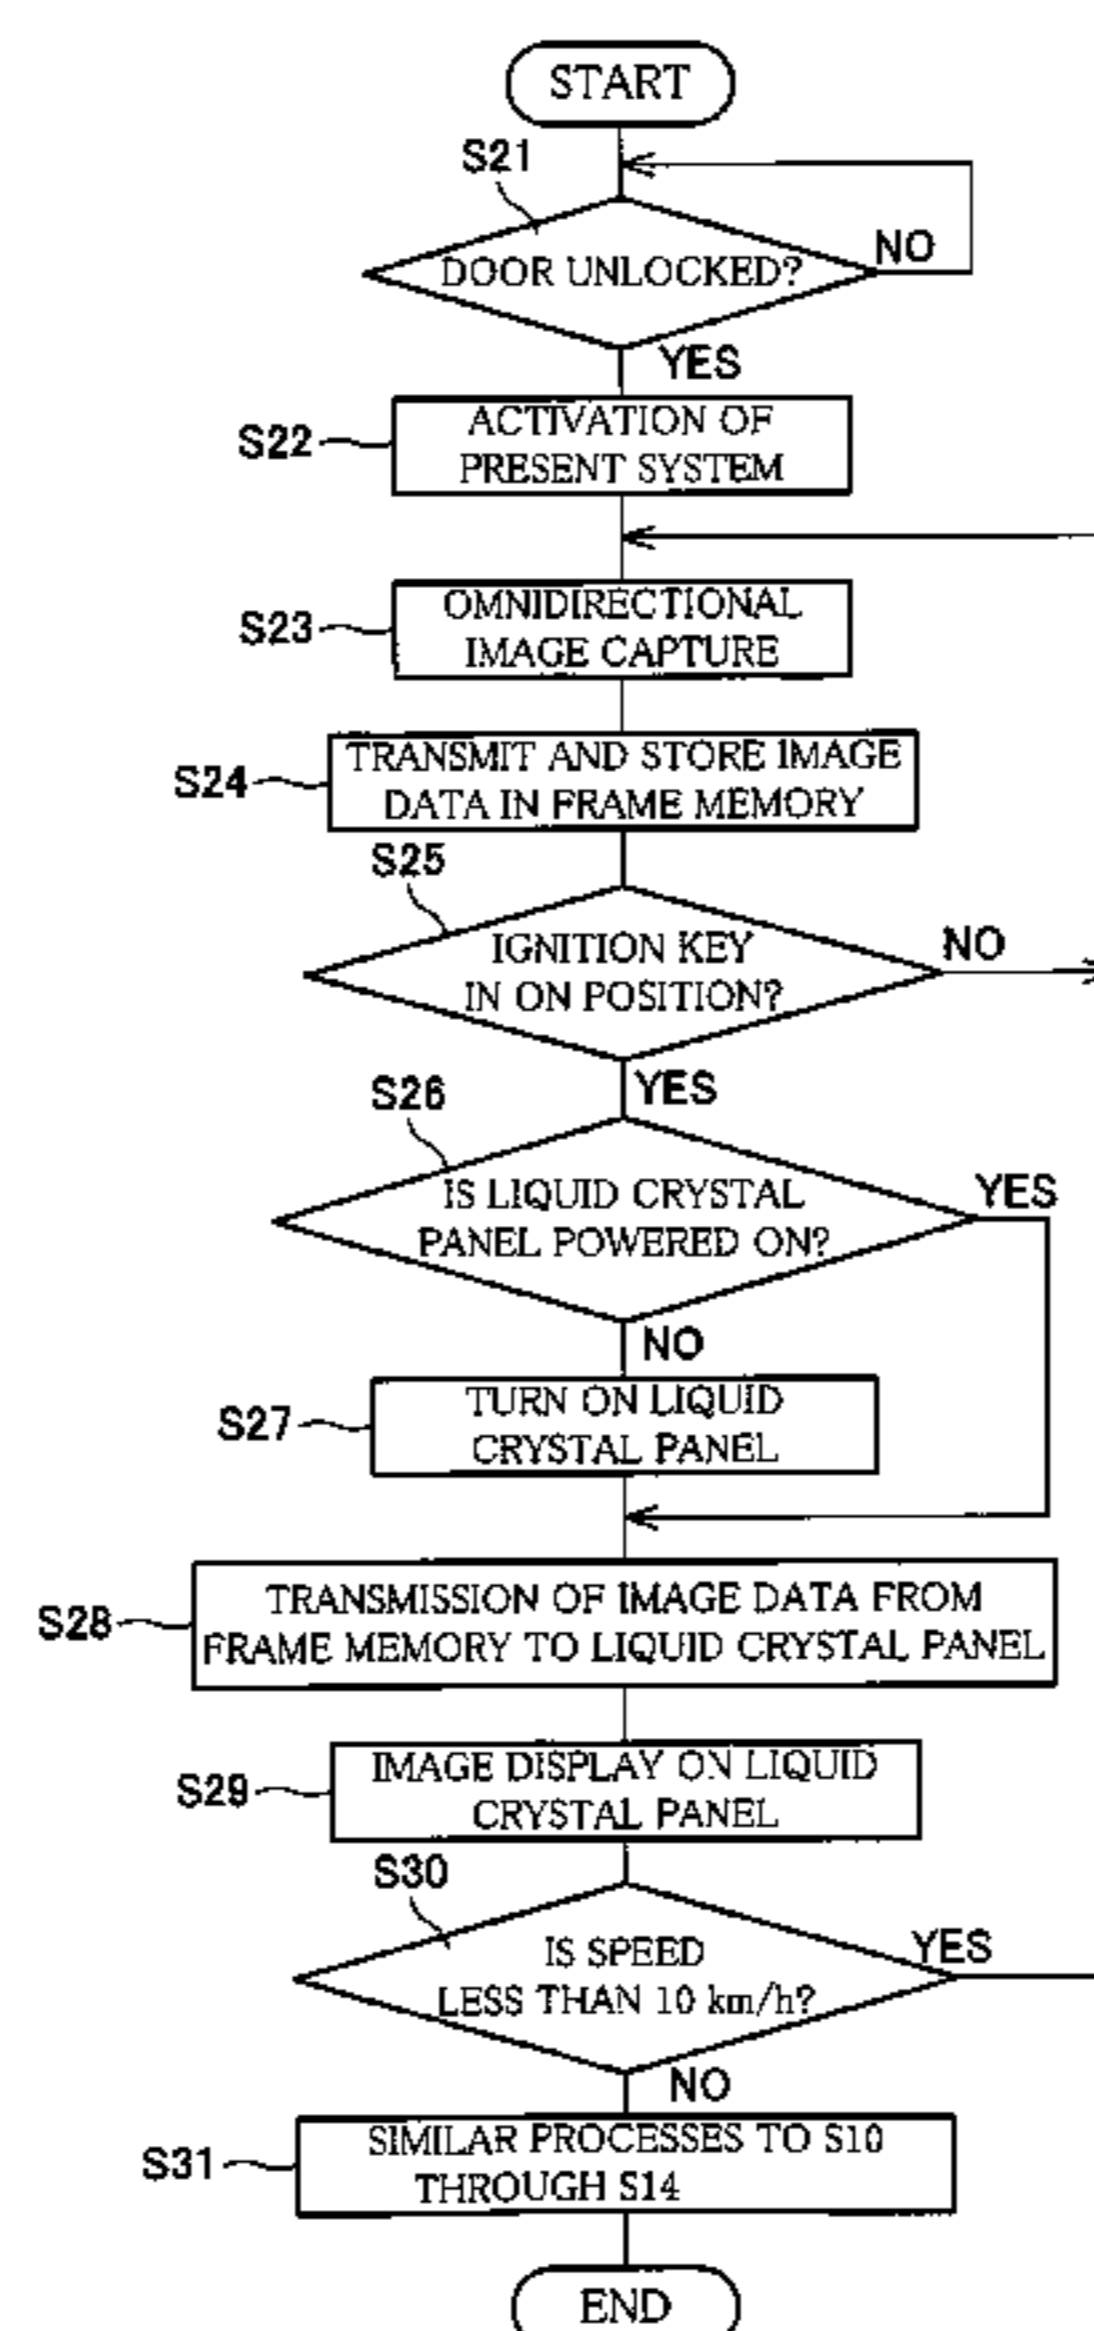 START
S21
DOOR UNLOCKED?
NO
YES
S22
ACTIVATION OF
PRESENT SYSTEM
S23
OMNIDIRECTIONAL
IMAGE CAPTURE
S24
TRANSMIT AND STORE IMAGE
DATA IN FRAME MEMORY
S25
IGNITION KEY
IN ON POSITION?
NO
YES
S26
IS LIQUID CRYSTAL
PANEL POWERED ON?
YES
NO
S27
TURN ON LIQUID
CRYSTAL PANEL
S28
TRANSMISSION OF IMAGE DATA FROM
FRAME MEMORY TO LIQUID CRYSTAL PANEL
S29
IMAGE DISPLAY ON LIQUID
CRYSTAL PANEL
S30
IS SPEED
LESS THAN 10 km/h?
YES
NO
S31
SIMILAR PROCESSES TO S10
THROUGH S14
END